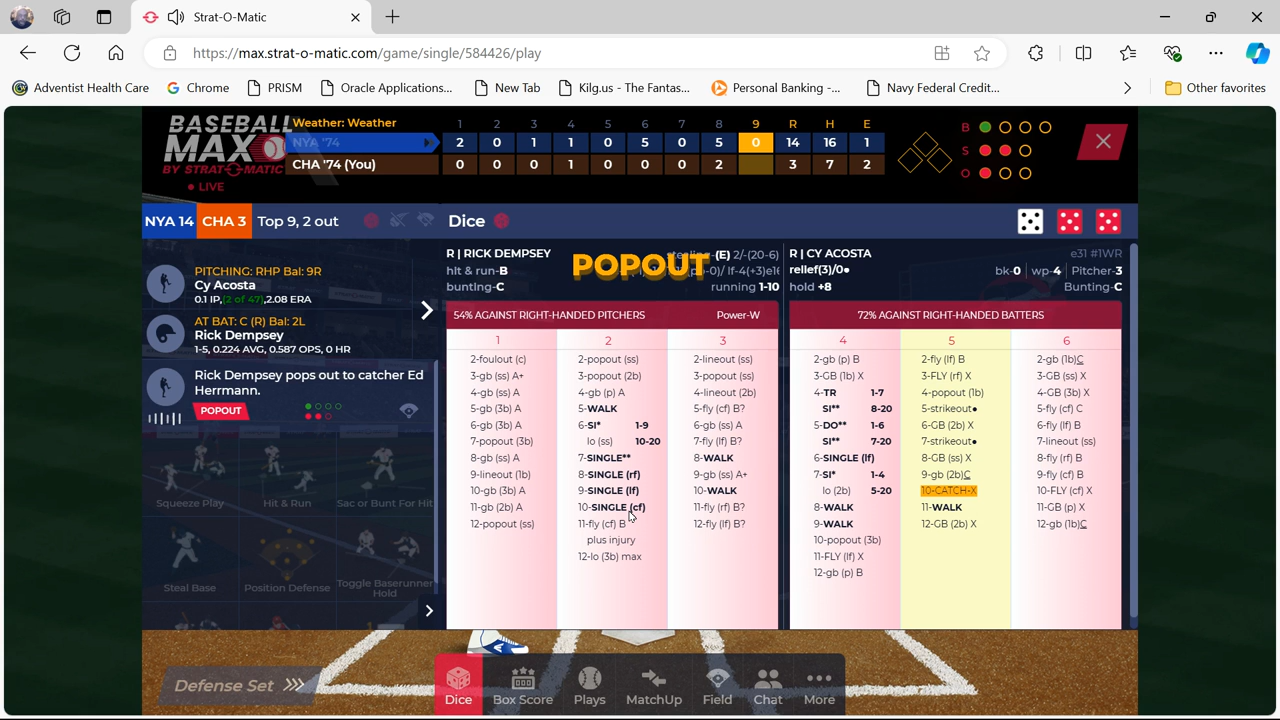 Strat-O-Matic
https://max.strat-o-matic.com/game/single/584426/play
Adventist Health Care
Chrome
PRISM
Oracle Applications...
New Tab
Kilg.us - The Fantas...
Personal Banking -...
Navy Federal Credit...
Other favorites
BASEBALL
MAX
BY STRAT-O-MATIC
LIVE
Weather: Weather
1 2 3 4 5 6 7 8 9 R H E
NYA '74 2 0 1 1 0 5 0 5 0 14 16 1
CHA '74 (You) 0 0 0 1 0 0 0 2 3 7 2
B
S
O
NYA 14 CHA 3 Top 9, 2 out
Dice
PITCHING: RHP Bal: 9R
Cy Acosta
0.1 IP,(2 of 47),2.08 ERA
AT BAT: C (R) Bal: 2L
Rick Dempsey
1-5, 0.224 AVG, 0.587 OPS, 0 HR
Rick Dempsey pops out to catcher Ed
Herrmann.
POPOUT
Squeeze Play
Hit & Run
Sac or Bunt For Hit
Steal Base
Position Defense
Toggle Baserunner
Hold
R | RICK DEMPSEY
(E) 2/-(20-6)
hit & run-B
POPOUT
lf-4(+3)e16
bunting-C
running 1-10
54% AGAINST RIGHT-HANDED PITCHERS Power-W
1
2-foulout (c)
3-gb (ss) A+
4-gb (ss) A
5-gb (3b) A
6-gb (3b) A
7-popout (3b)
8-gb (ss) A
9-lineout (1b)
10-gb (3b) A
11-gb (2b) A
12-popout (ss)
2
2-popout (ss)
3-popout (2b)
4-gb (p) A
5-WALK
6-SI* 1-9
lo (ss) 10-20
7-SINGLE**
8-SINGLE (rf)
9-SINGLE (lf)
10-SINGLE (cf)
11-fly (cf) B
plus injury
12-lo (3b) max
3
2-lineout (ss)
3-popout (ss)
4-lineout (2b)
5-fly (cf) B?
6-gb (ss) A
7-fly (lf) B?
8-WALK
9-gb (ss) A+
10-WALK
11-fly (rf) B?
12-fly (lf) B?
R | CY ACOSTA
e31 #1WR
relief(3)/0●
bk-0 wp-4 Pitcher-3
hold +8
Bunting-C
72% AGAINST RIGHT-HANDED BATTERS
4
2-gb (p) B
3-GB (1b) X
4-TR 1-7
SI** 8-20
5-DO** 1-6
SI** 7-20
6-SINGLE (lf)
7-SI* 1-4
lo (2b) 5-20
8-WALK
9-WALK
10-popout (3b)
11-FLY (lf) X
12-gb (p) B
5
2-fly (lf) B
3-FLY (rf) X
4-popout (1b)
5-strikeout●
6-GB (2b) X
7-strikeout●
8-GB (ss) X
9-gb (2b)C
10-CATCH-X
11-WALK
12-GB (2b) X
6
2-gb (1b)C
3-GB (ss) X
4-GB (3b) X
5-fly (cf) C
6-fly (lf) B
7-lineout (ss)
8-fly (rf) B
9-fly (cf) B
10-FLY (cf) X
11-GB (p) X
12-gb (1b)C
Defense Set
Dice
Box Score
Plays
MatchUp
Field
Chat
More